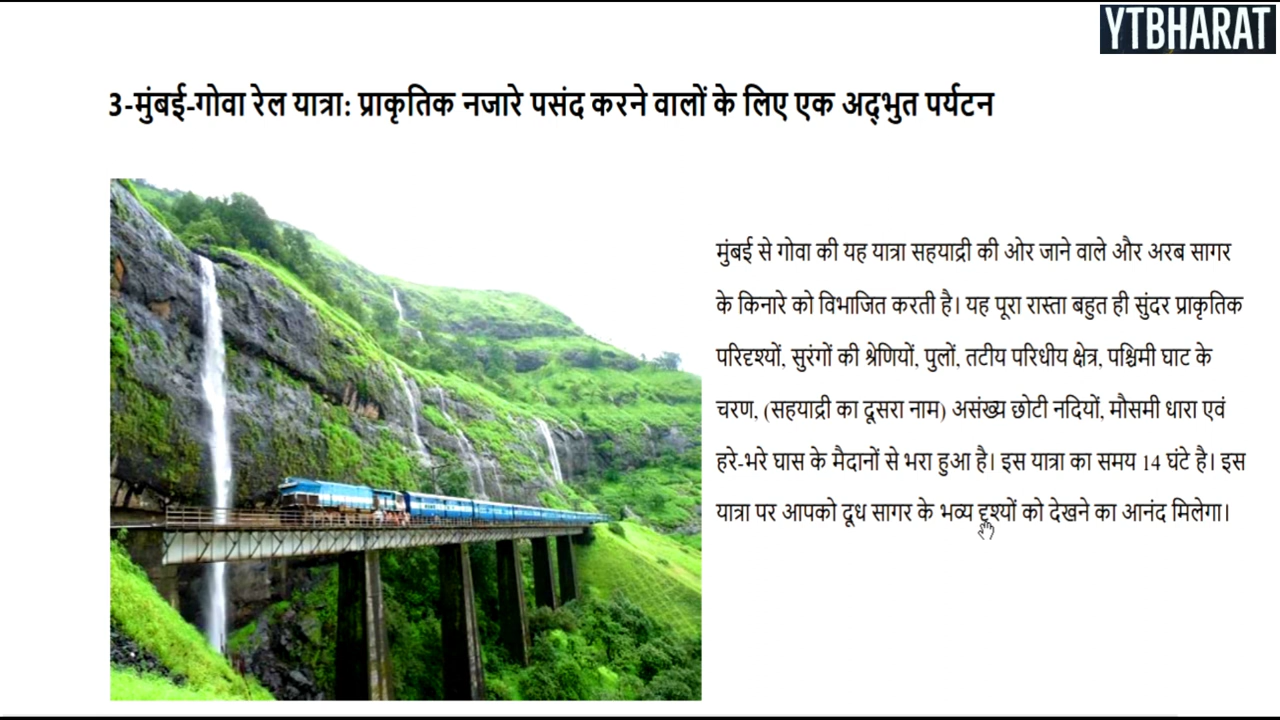 YTBHARAT
3-मुंबई-गोवा रेल यात्रा: प्राकृतिक नजारे पसंद करने वालों के लिए एक अद्भुत पर्यटन
मुंबई से गोवा की यह यात्रा सहयाद्री की ओर जाने वाले और अरब सागर
के किनारे को विभाजित करती है। यह पूरा रास्ता बहुत ही सुंदर प्राकृतिक
परिदृश्यों, सुरंगों की श्रेणियों, पुलों, तटीय परिधीय क्षेत्र, पश्चिमी घाट के
चरण, (सहयाद्री का दूसरा नाम) असंख्य छोटी नदियों, मौसमी धारा एवं
हरे-भरे घास के मैदानों से भरा हुआ है। इस यात्रा का समय 14 घंटे है। इस
यात्रा पर आपको दूध सागर के भव्य दृश्यों को देखने का आनंद मिलेगा।